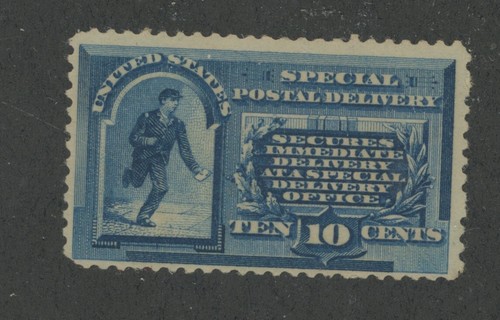 UNITED STATES
SPECIAL
POSTAL DELIVERY
SECURES
IMMEDIATE
DELIVERY
AT A SPECIAL
DELIVERY
OFFICE.
TEN 10 CENTS